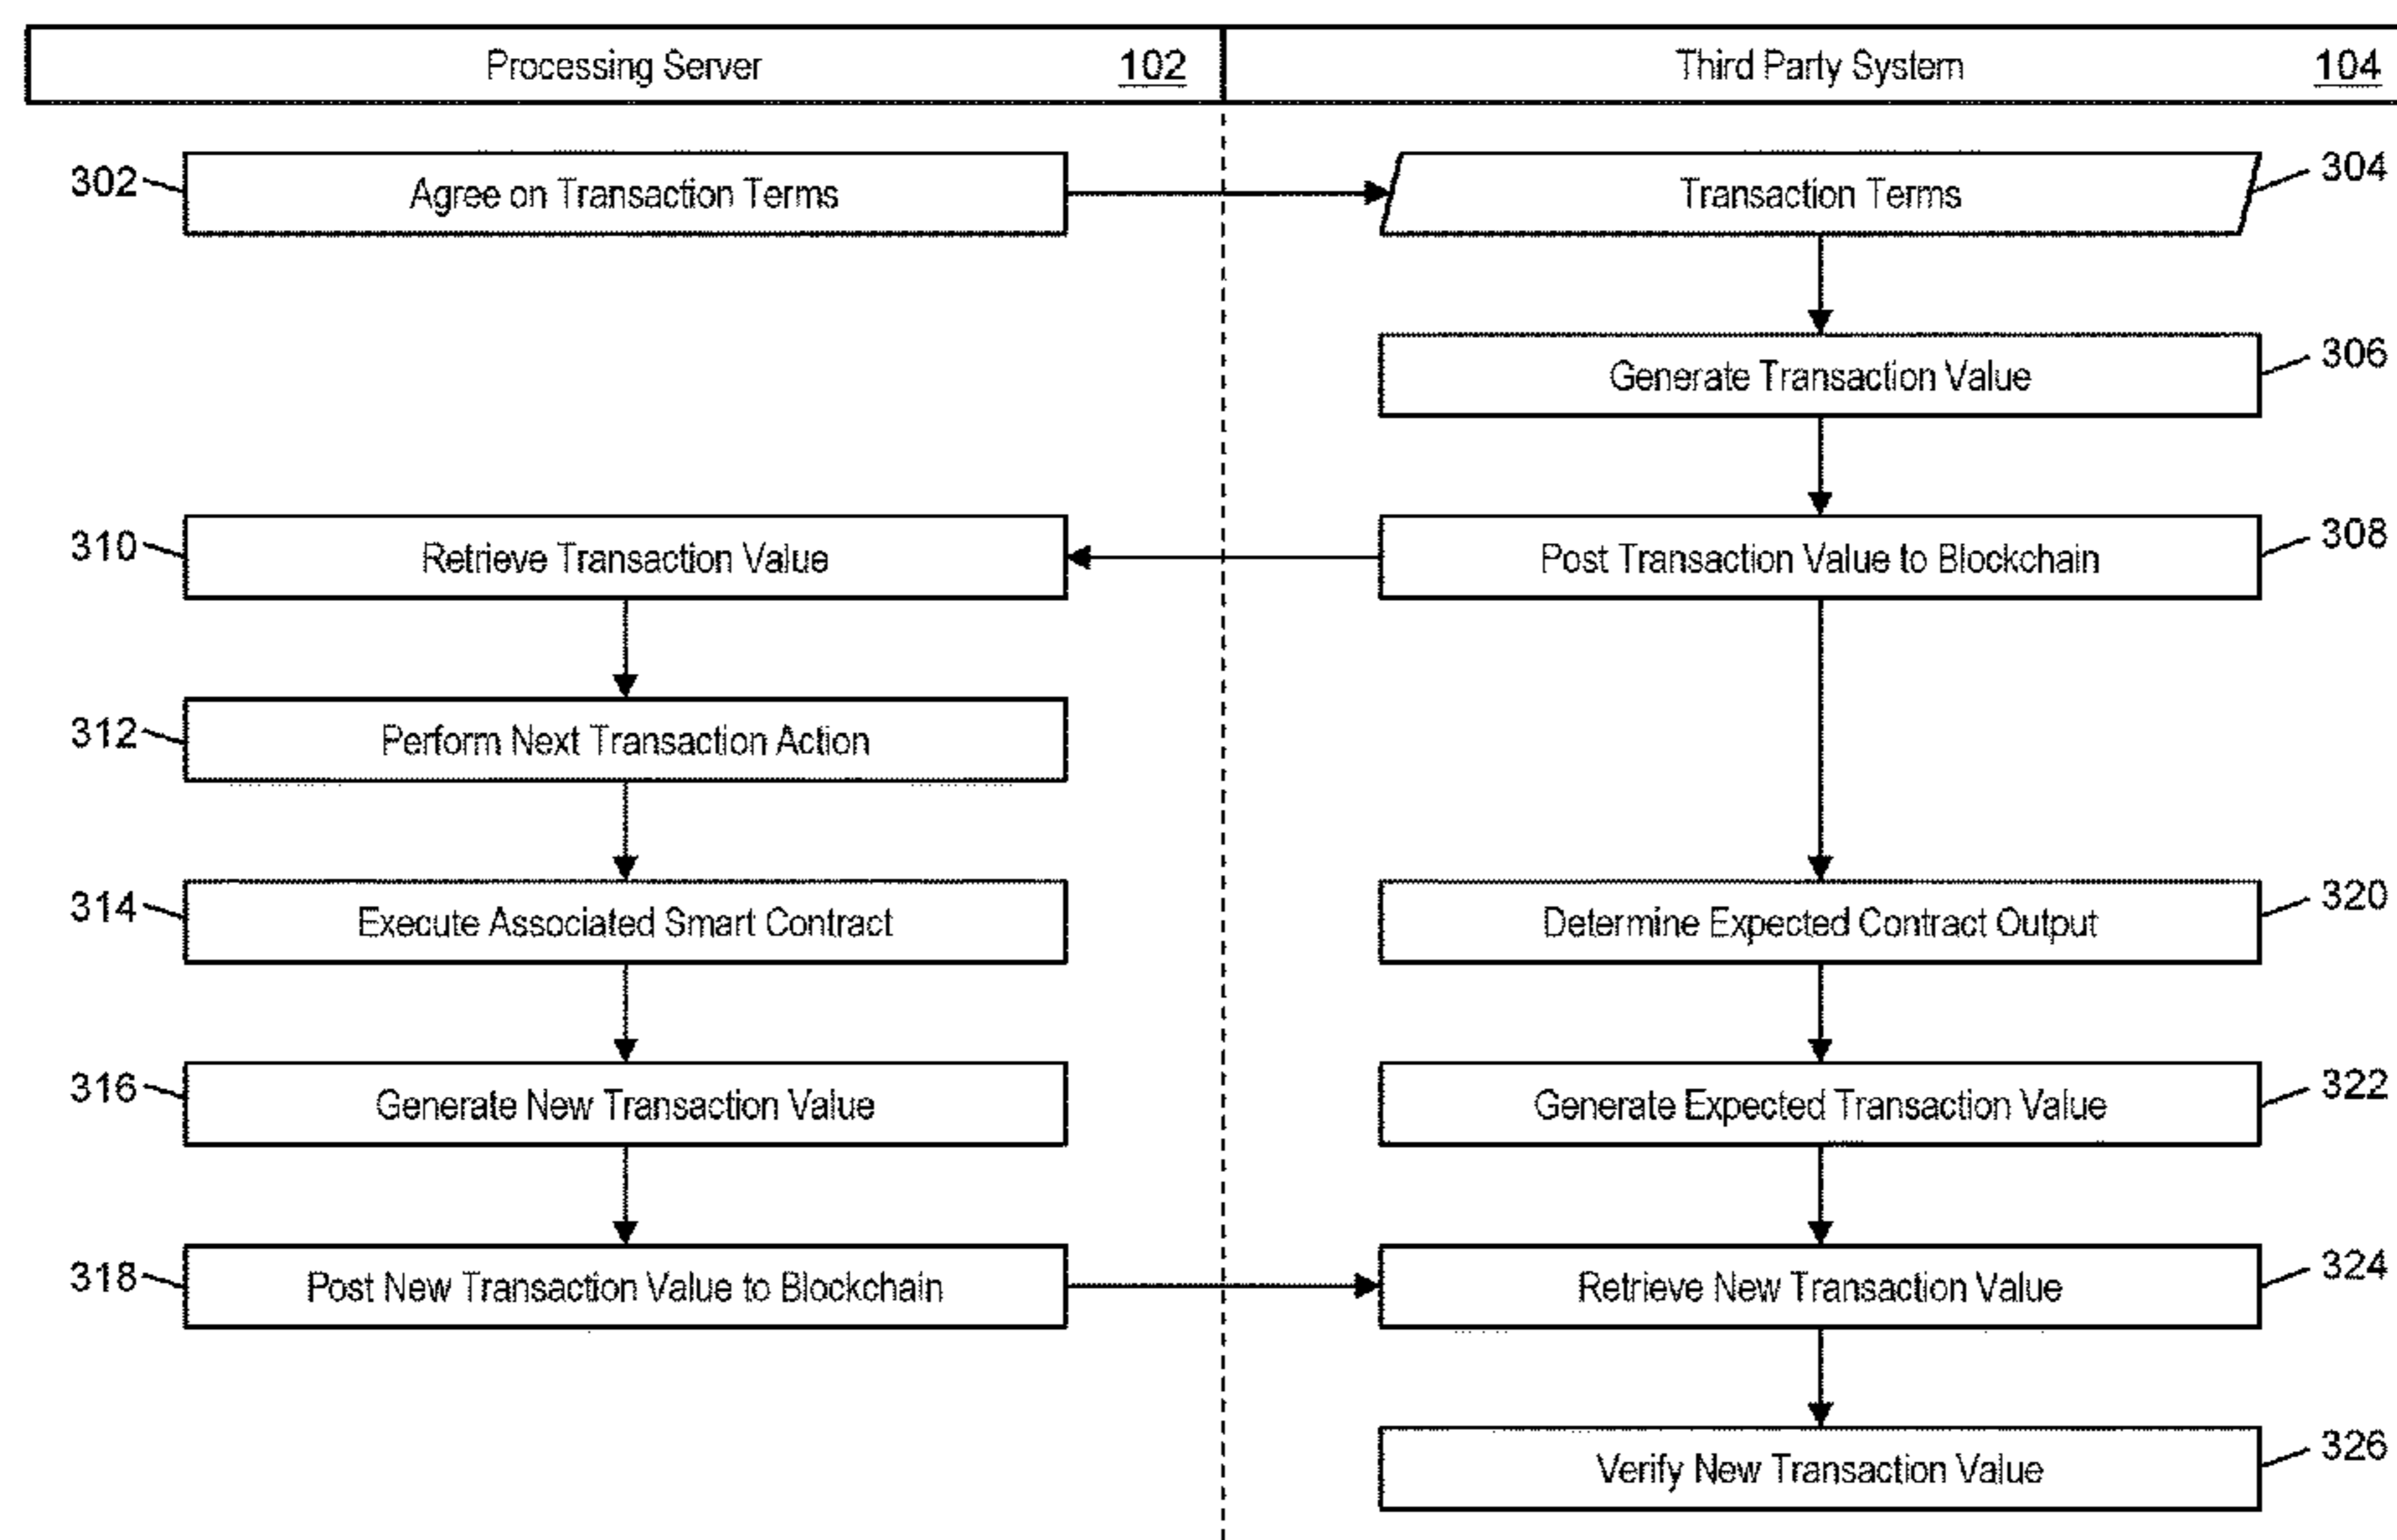 Processing Server 102 Third Party System 104
302 Agree on Transaction Terms Transaction Terms 304
Generate Transaction Value 306
310 Retrieve Transaction Value Post Transaction Value to Blockchain 308
312 Perform Next Transaction Action
314 Execute Associated Smart Contract Determine Expected Contract Output 320
316 Generate New Transaction Value Generate Expected Transaction Value 322
318 Post New Transaction Value to Blockchain Retrieve New Transaction Value 324
Verify New Transaction Value 326